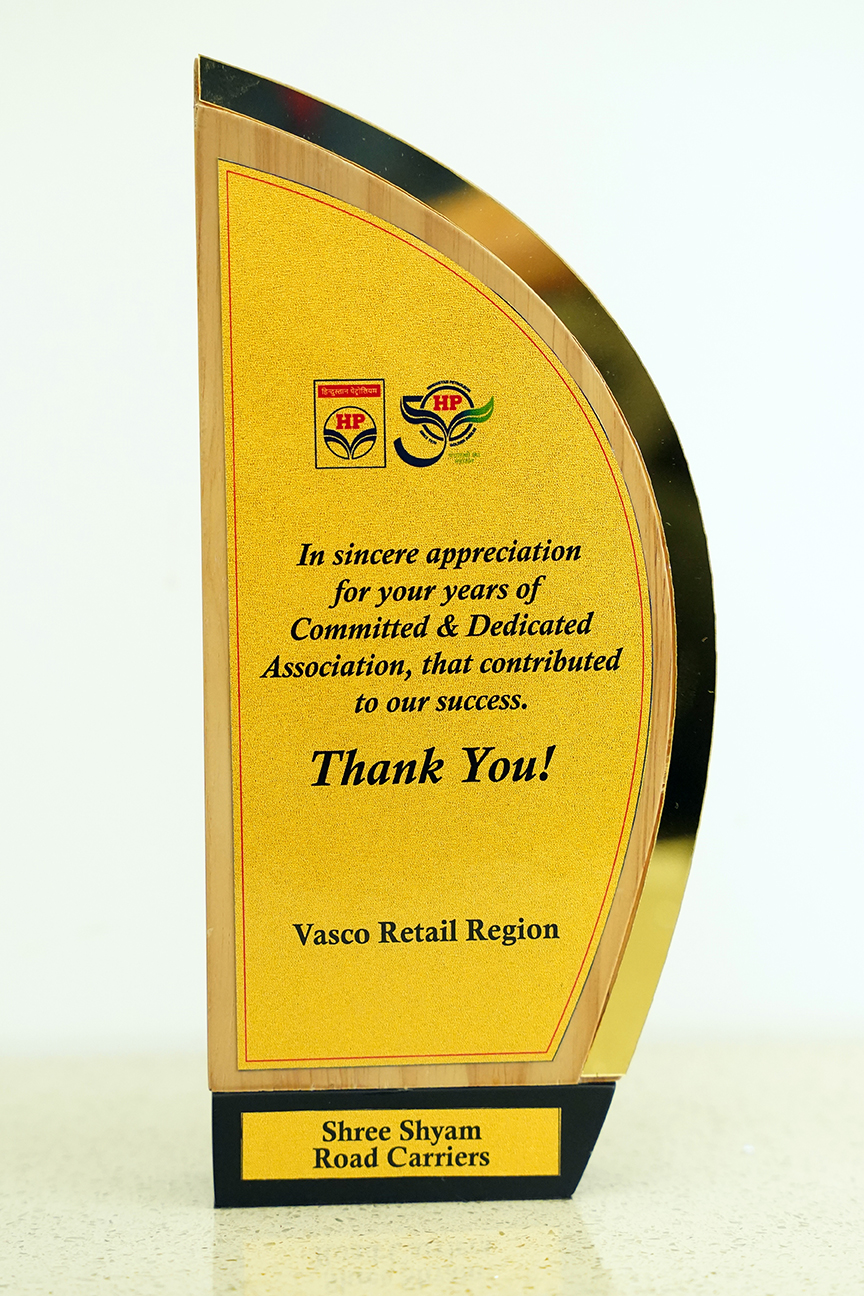 हिन्दुस्तान पेट्रोलियम
HP
HP
In sincere appreciation
for your years of
Committed & Dedicated
Association, that contributed
to our success.
Thank You!
Vasco Retail Region
Shree Shyam
Road Carriers